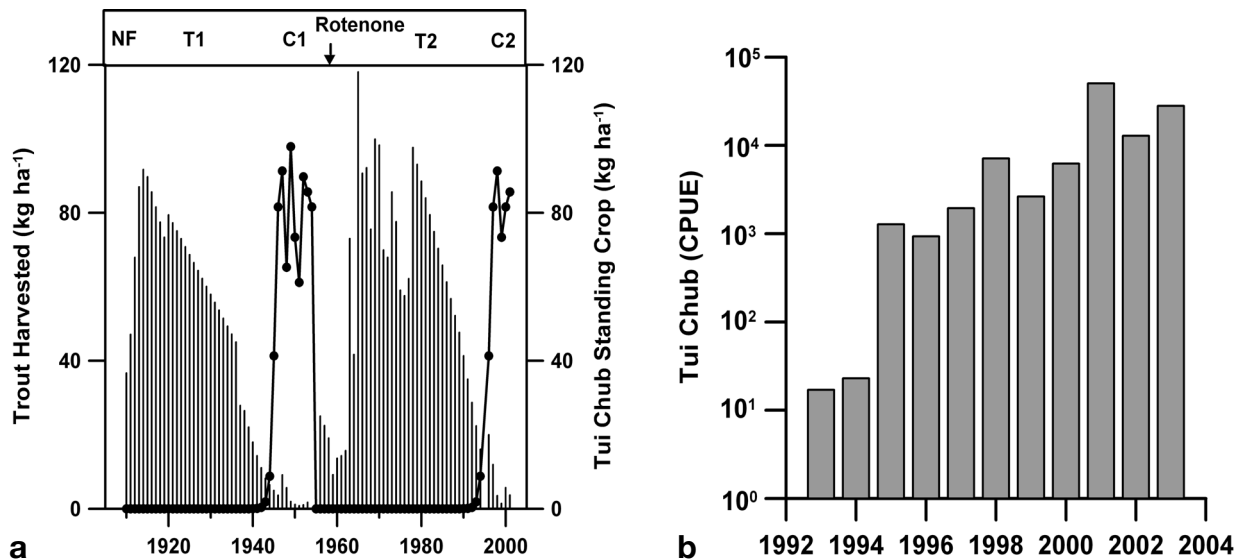 Rotenone
NF T1 C1 T2 C2
Trout Harvested (kg ha⁻¹)
120
80
40
0
1920 1940 1960 1980 2000
120
80
40
0
Tui Chub Standing Crop (kg ha⁻¹)
a
Tui Chub (CPUE)
10⁵
10⁴
10³
10²
10¹
10⁰
1992 1994 1996 1998 2000 2002 2004
b